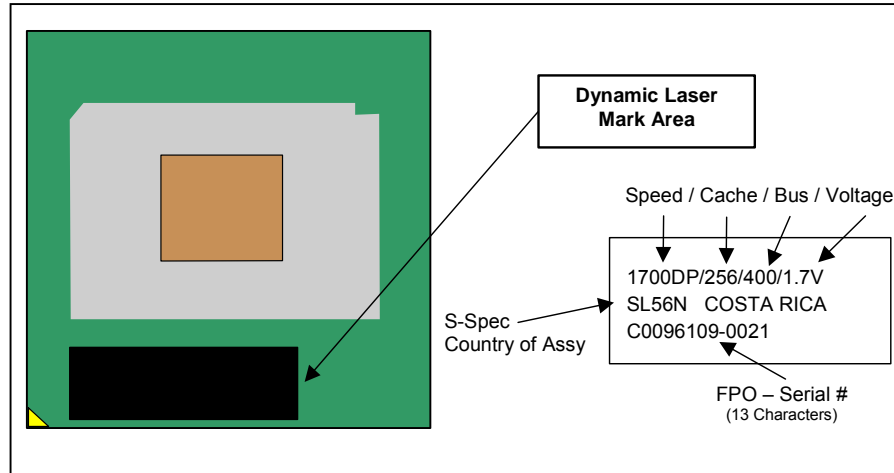 Dynamic Laser
Mark Area
Speed / Cache / Bus / Voltage
1700DP/256/400/1.7V
SL56N COSTA RICA
C0096109-0021
S-Spec
Country of Assy
FPO – Serial #
(13 Characters)